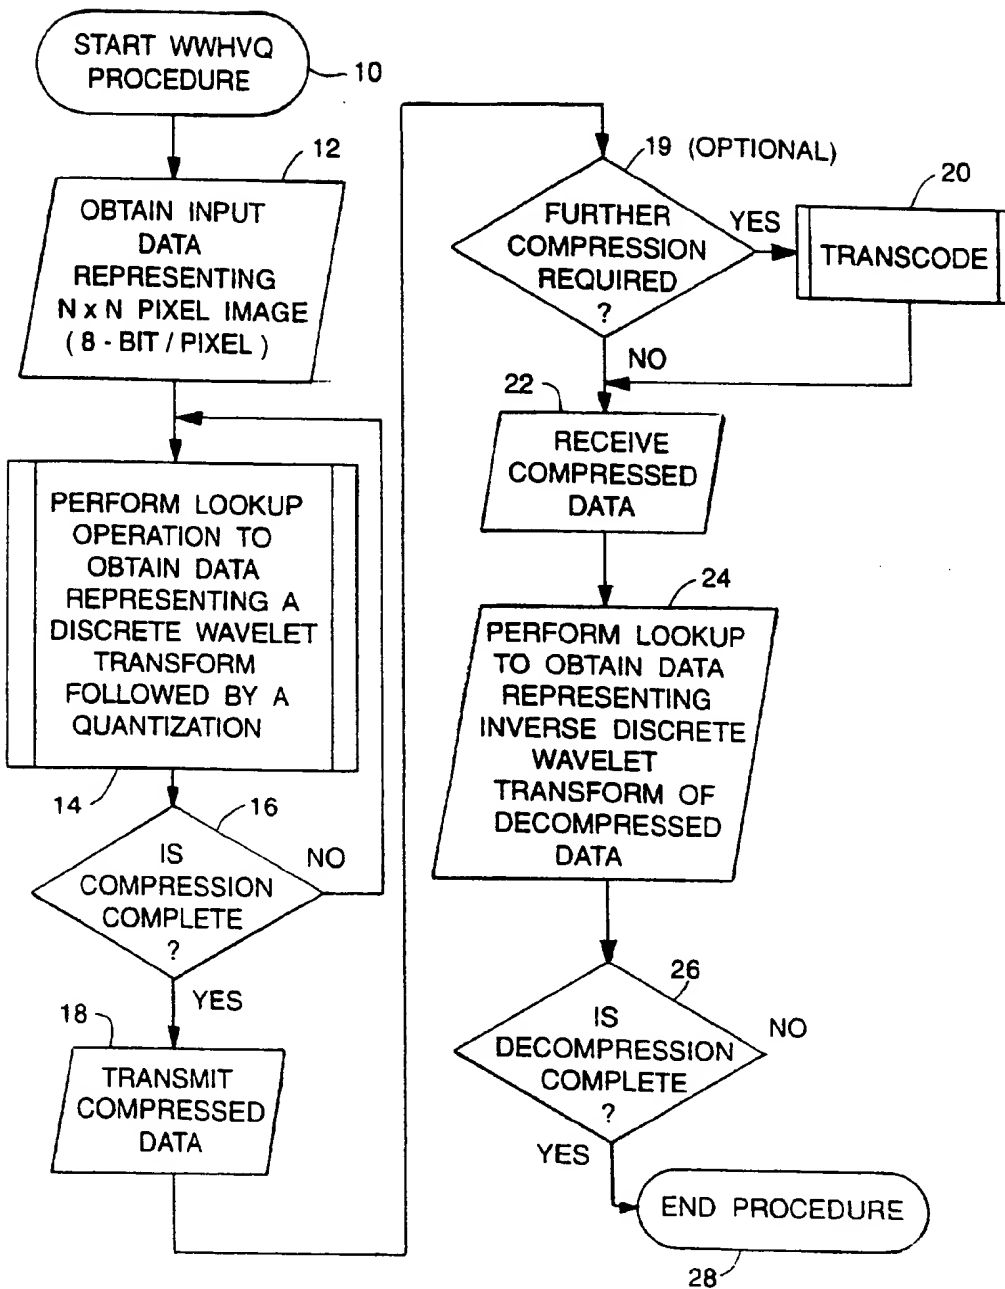 START WWHVQ
PROCEDURE
10
12
OBTAIN INPUT
DATA
REPRESENTING
N x N PIXEL IMAGE
( 8 - BIT / PIXEL )
PERFORM LOOKUP
OPERATION TO
OBTAIN DATA
REPRESENTING A
DISCRETE WAVELET
TRANSFORM
FOLLOWED BY A
QUANTIZATION
14
16
IS
COMPRESSION
COMPLETE
?
NO
YES
18
TRANSMIT
COMPRESSED
DATA
19 (OPTIONAL)
FURTHER
COMPRESSION
REQUIRED
?
YES
20
TRANSCODE
NO
22
RECEIVE
COMPRESSED
DATA
24
PERFORM LOOKUP
TO OBTAIN DATA
REPRESENTING
INVERSE DISCRETE
WAVELET
TRANSFORM OF
DECOMPRESSED
DATA
26
IS
DECOMPRESSION
COMPLETE
?
NO
YES
END PROCEDURE
28